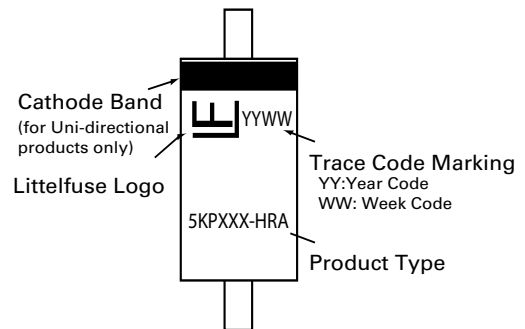 Cathode Band
(for Uni-directional
products only)
Littelfuse Logo
YYWW
Trace Code Marking
YY:Year Code
WW: Week Code
5KPXXX-HRA
Product Type